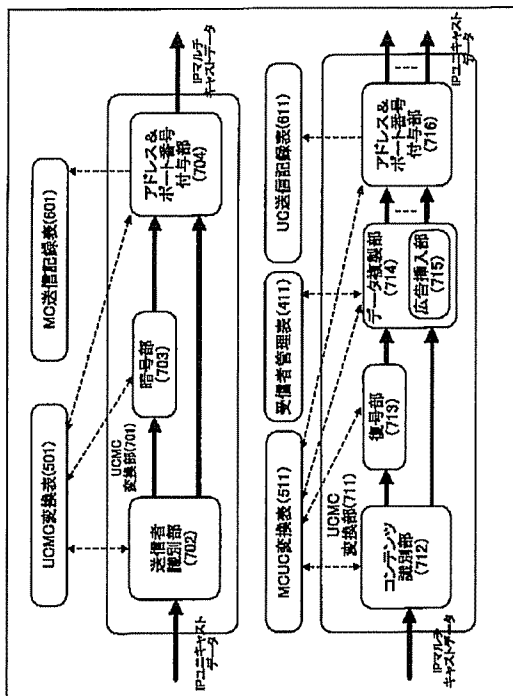 UCMC変換表(501)
MC送信記録表(601)
IPユニキャスト
データ
送信者
識別部
(702)
UCMC
変換部(701)
暗号部
(703)
アドレス&
ポート番号
付与部
(704)
IPマルチ
キャストデータ
MCUC変換表(511)
受信者管理表(411)
UC送信記録表(611)
IPマルチ
キャストデータ
コンテンツ
識別部
(712)
UCMC
変換部(711)
復号部
(713)
データ複製部
(714)
広告挿入部
(715)
アドレス&
ポート番号
付与部
(716)
IPユニキャスト
データ